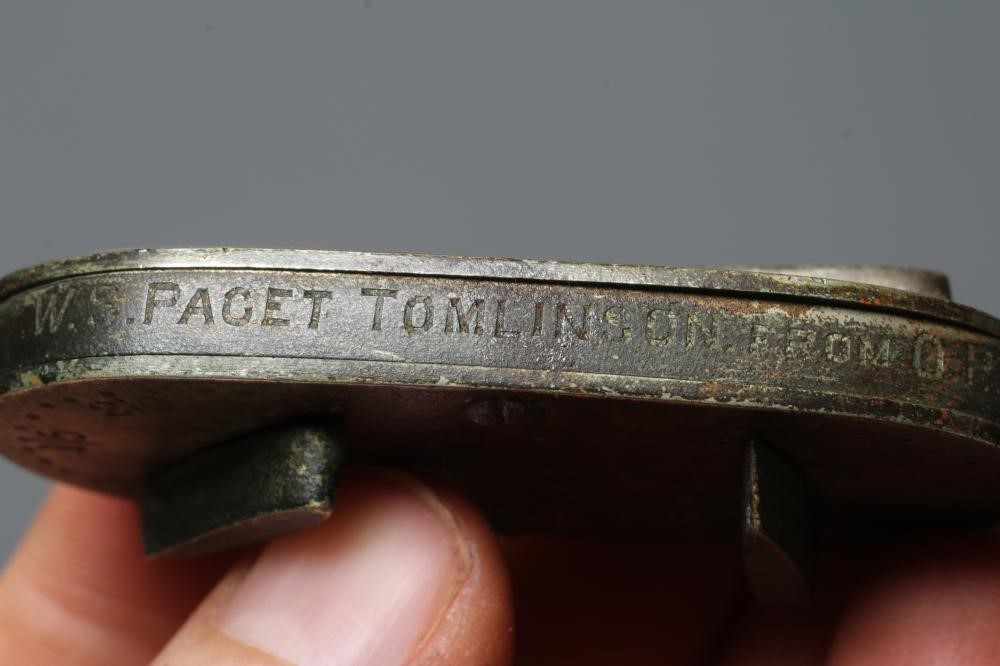 W.S. PAGET TOMLINSON. FROM